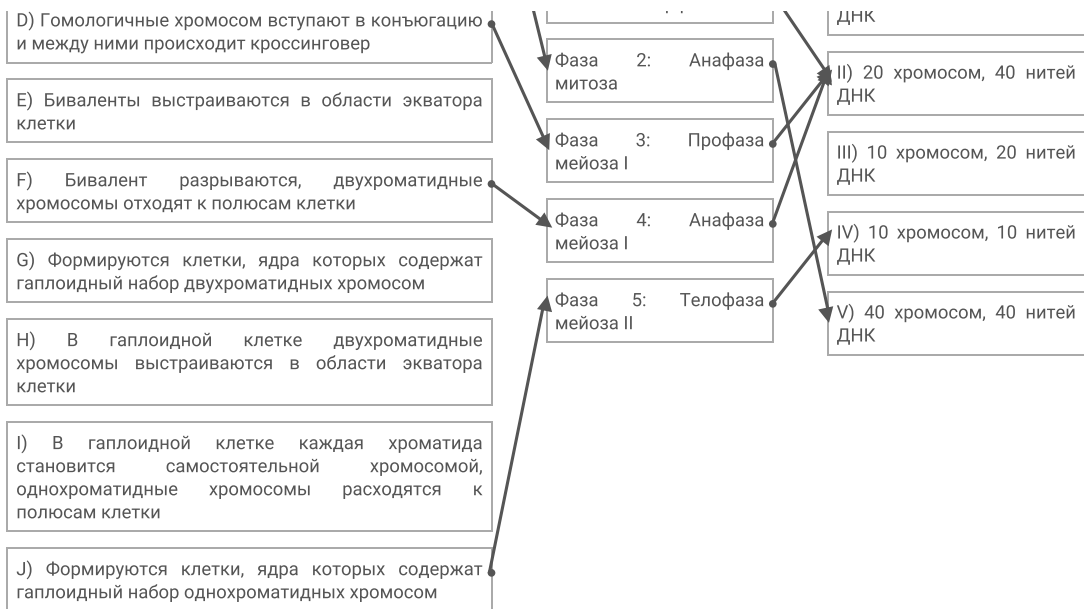 D) Гомологичные хромосом вступают в конъюгацию
и между ними происходит кроссинговер
E) Биваленты выстраиваются в области экватора
клетки
F) Бивалент разрываются, двухроматидные
хромосомы отходят к полюсам клетки
G) Формируются клетки, ядра которых содержат
гаплоидный набор двухроматидных хромосом
H) В гаплоидной клетке двухроматидные
хромосомы выстраиваются в области экватора
клетки
I) В гаплоидной клетке каждая хроматида
становится самостоятельной хромосомой,
однохроматидные хромосомы расходятся к
полюсам клетки
J) Формируются клетки, ядра которых содержат
гаплоидный набор однохроматидных хромосом
Фаза 2: Анафаза
митоза
Фаза 3: Профаза
мейоза I
Фаза 4: Анафаза
мейоза I
Фаза 5: Телофаза
мейоза II
ДНК
II) 20 хромосом, 40 нитей
ДНК
III) 10 хромосом, 20 нитей
ДНК
IV) 10 хромосом, 10 нитей
ДНК
V) 40 хромосом, 40 нитей
ДНК